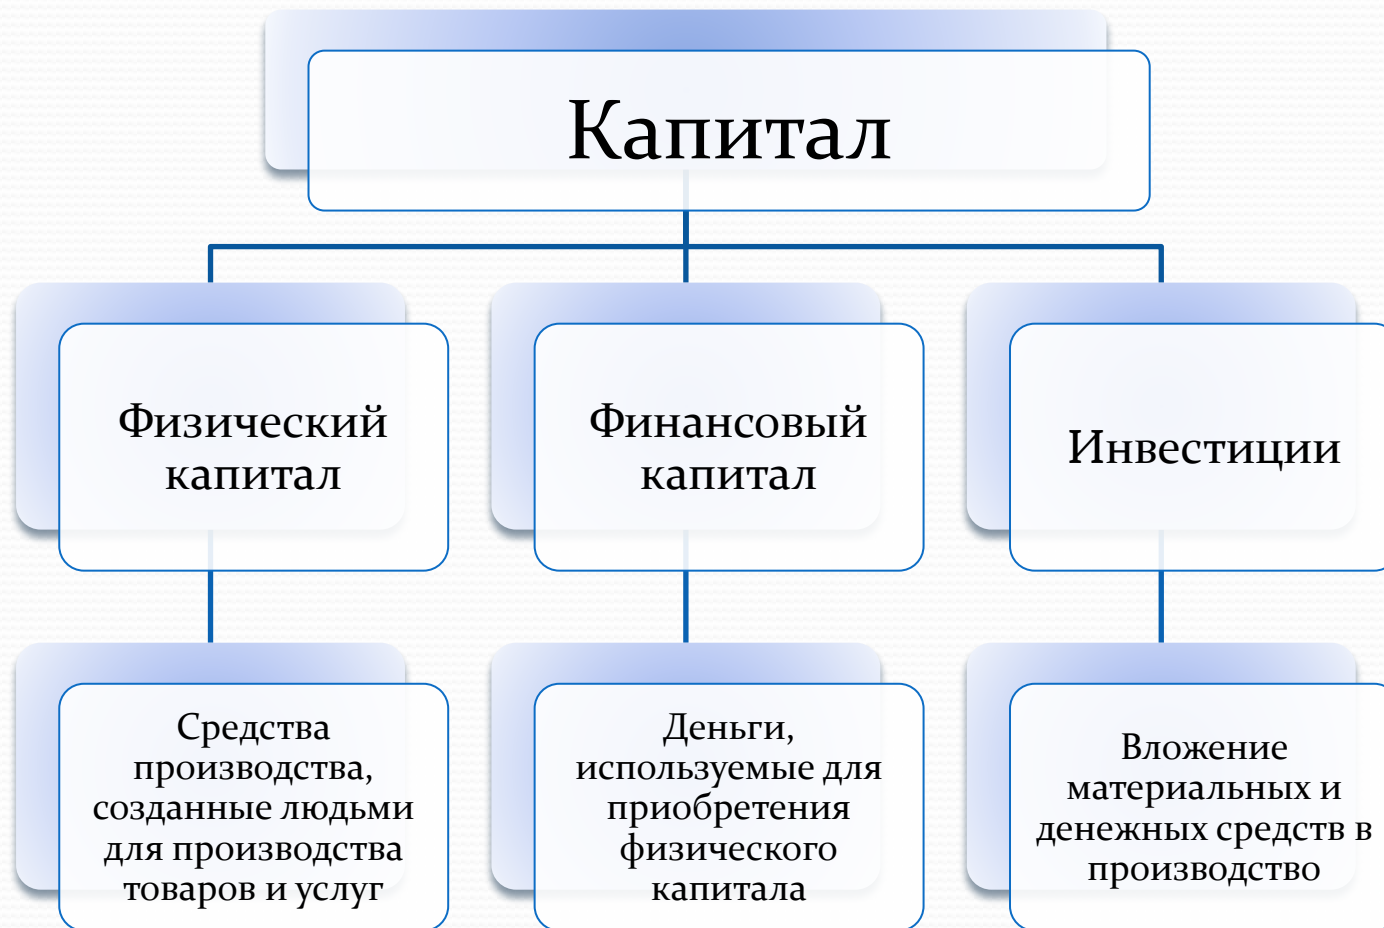 Капитал
Физический
капитал
Финансовый
капитал
Инвестиции
Средства
производства,
созданные людьми
для производства
товаров и услуг
Деньги,
используемые для
приобретения
физического
капитала
Вложение
материальных и
денежных средств в
производство